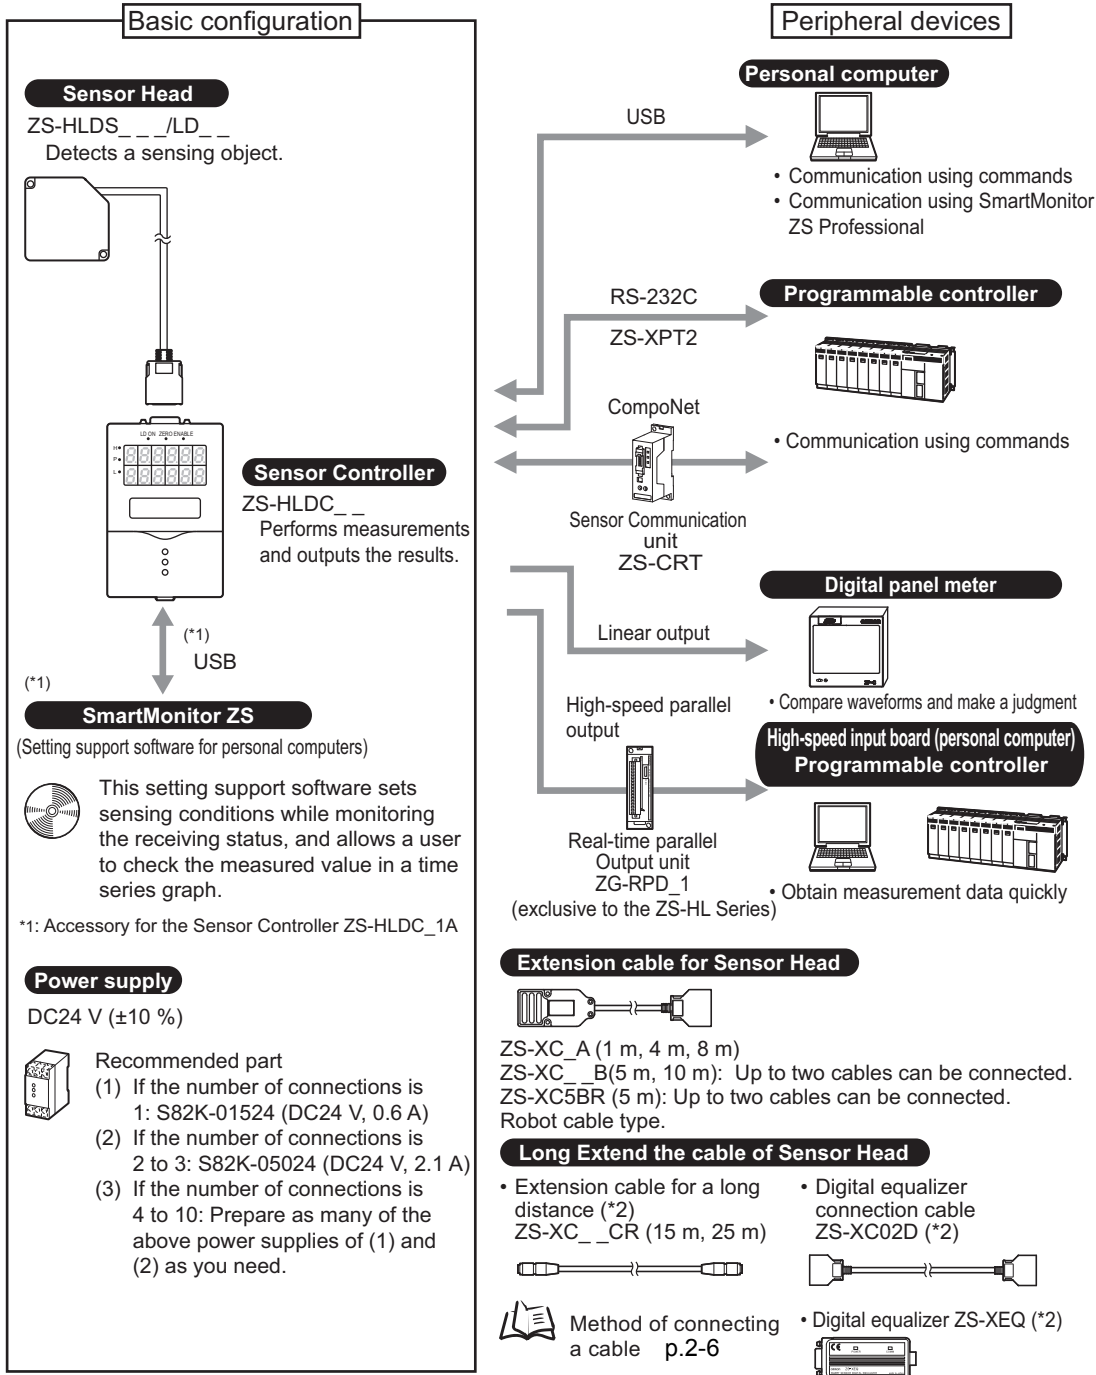 Basic configuration
Sensor Head
ZS-HLDS_ _ _/LD_ _
Detects a sensing object.
LD ON ZERO ENABLE
H
P
L
Sensor Controller
ZS-HLDC_ _
Performs measurements
and outputs the results.
(*1)
USB
(*1)
SmartMonitor ZS
(Setting support software for personal computers)
This setting support software sets
sensing conditions while monitoring
the receiving status, and allows a user
to check the measured value in a time
series graph.
*1: Accessory for the Sensor Controller ZS-HLDC_1A
Power supply
DC24 V (±10 %)
Recommended part
(1) If the number of connections is
1: S82K-01524 (DC24 V, 0.6 A)
(2) If the number of connections is
2 to 3: S82K-05024 (DC24 V, 2.1 A)
(3) If the number of connections is
4 to 10: Prepare as many of the
above power supplies of (1) and
(2) as you need.
Peripheral devices
Personal computer
USB
• Communication using commands
• Communication using SmartMonitor
ZS Professional
RS-232C
ZS-XPT2
Programmable controller
CompoNet
• Communication using commands
Sensor Communication
unit
ZS-CRT
Digital panel meter
Linear output
• Compare waveforms and make a judgment
High-speed parallel
output
High-speed input board (personal computer)
Programmable controller
Real-time parallel
Output unit
ZG-RPD_1
(exclusive to the ZS-HL Series)
• Obtain measurement data quickly
Extension cable for Sensor Head
ZS-XC_A (1 m, 4 m, 8 m)
ZS-XC_ _B(5 m, 10 m): Up to two cables can be connected.
ZS-XC5BR (5 m): Up to two cables can be connected.
Robot cable type.
Long Extend the cable of Sensor Head
• Extension cable for a long
distance (*2)
ZS-XC_ _CR (15 m, 25 m)
• Digital equalizer
connection cable
ZS-XC02D (*2)
Method of connecting
a cable p.2-6
• Digital equalizer ZS-XEQ (*2)
CE